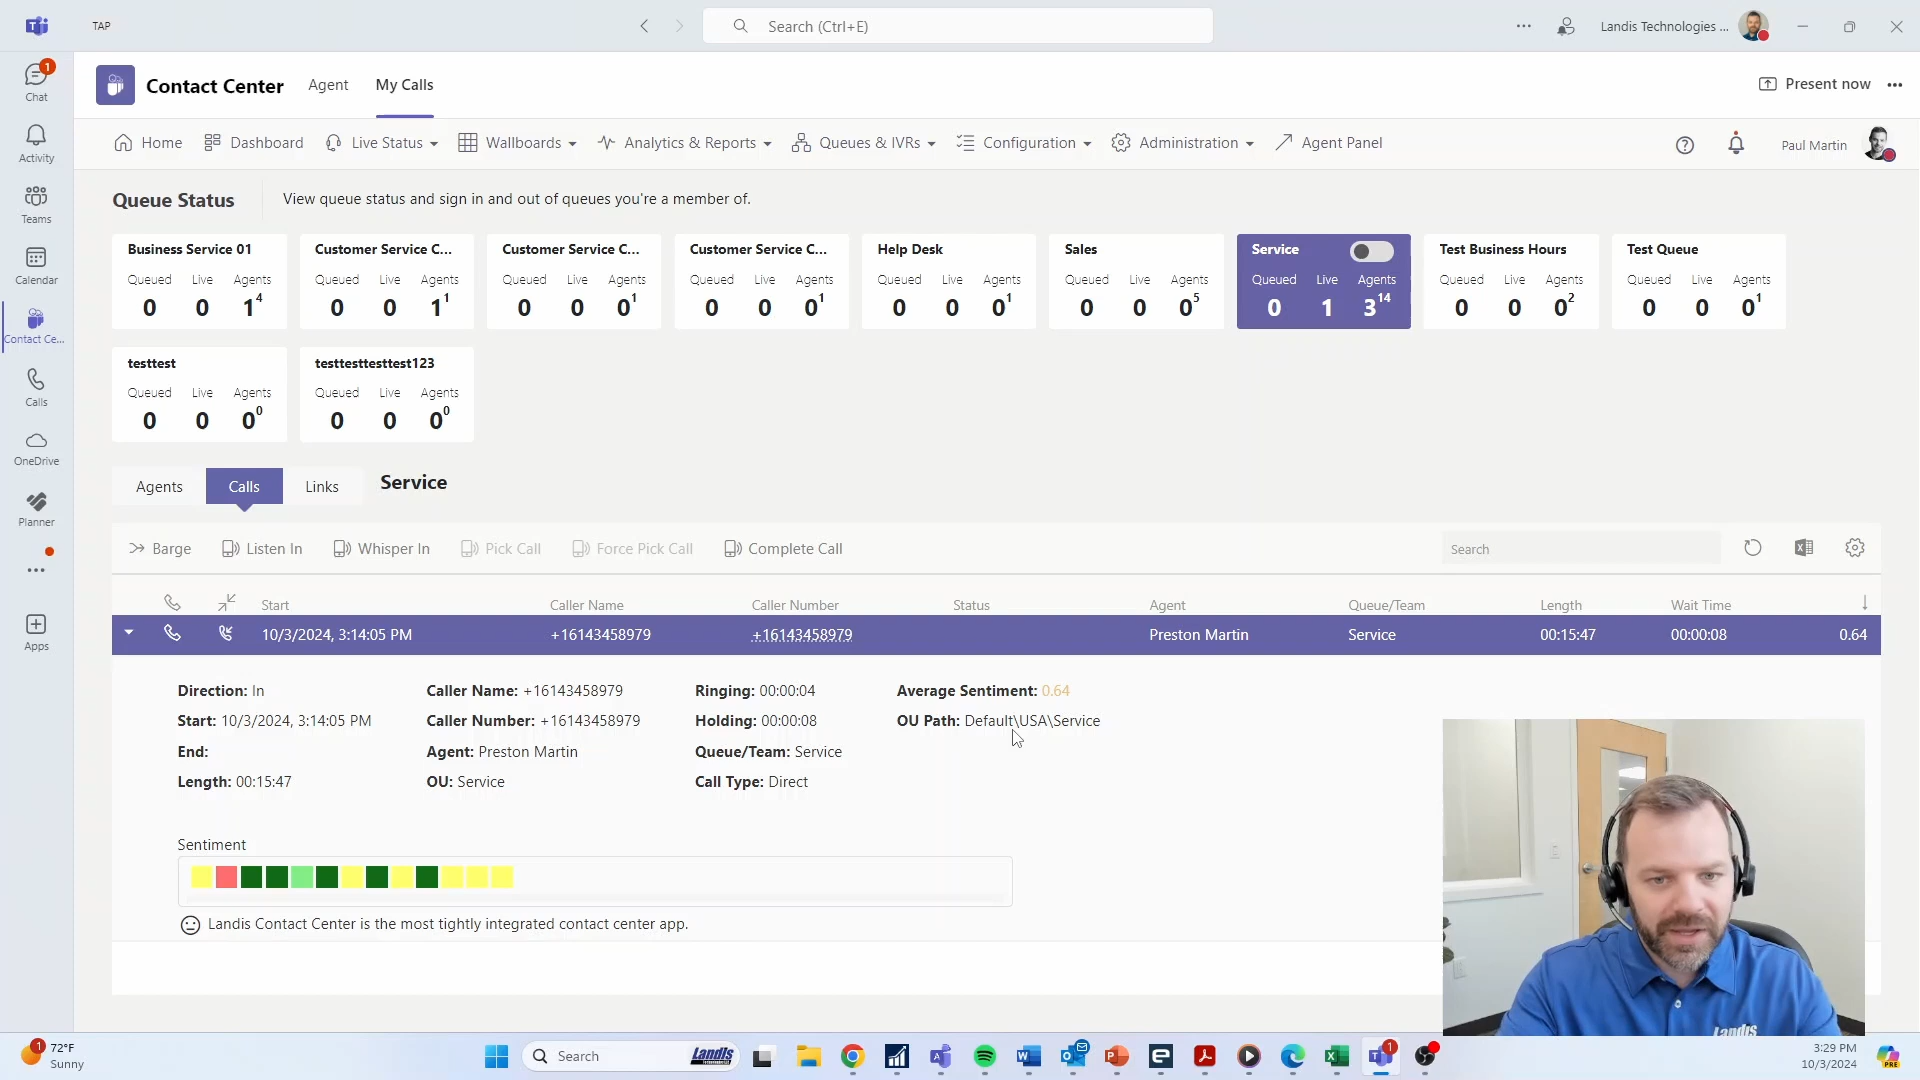 TAP
Search (Ctrl+E)
Landis Technologies ...
1
Chat
Activity
Teams
Calendar
Contact Ce...
Calls
OneDrive
Planner
Apps
Contact Center
Agent
My Calls
Present now
Home
Dashboard
Live Status
Wallboards
Analytics & Reports
Queues & IVRs
Configuration
Administration
Agent Panel
Paul Martin
Queue Status
View queue status and sign in and out of queues you're a member of.
Business Service 01
Queued Live Agents
0 0 1 4
Customer Service C...
Queued Live Agents
0 0 1 1
Customer Service C...
Queued Live Agents
0 0 0 1
Customer Service C...
Queued Live Agents
0 0 0 1
Help Desk
Queued Live Agents
0 0 0 1
Sales
Queued Live Agents
0 0 0 5
Service
Queued Live Agents
0 1 3 14
Test Business Hours
Queued Live Agents
0 0 0 2
Test Queue
Queued Live Agents
0 0 0 1
testtest
Queued Live Agents
0 0 0 0
testtesttesttest123
Queued Live Agents
0 0 0 0
Agents
Calls
Links
Service
Barge
Listen In
Whisper In
Pick Call
Force Pick Call
Complete Call
Search
Start Caller Name Caller Number Status Agent Queue/Team Length Wait Time
10/3/2024, 3:14:05 PM +16143458979 +16143458979 Preston Martin Service 00:15:47 00:00:08 0.64
Direction: In
Start: 10/3/2024, 3:14:05 PM
End:
Length: 00:15:47
Caller Name: +16143458979
Caller Number: +16143458979
Agent: Preston Martin
OU: Service
Ringing: 00:00:04
Holding: 00:00:08
Queue/Team: Service
Call Type: Direct
Average Sentiment: 0.64
OU Path: Default\USA\Service
Sentiment
Landis Contact Center is the most tightly integrated contact center app.
Landis
1
72°F
Sunny
Search
Landis
1
3:29 PM
10/3/2024
PRE